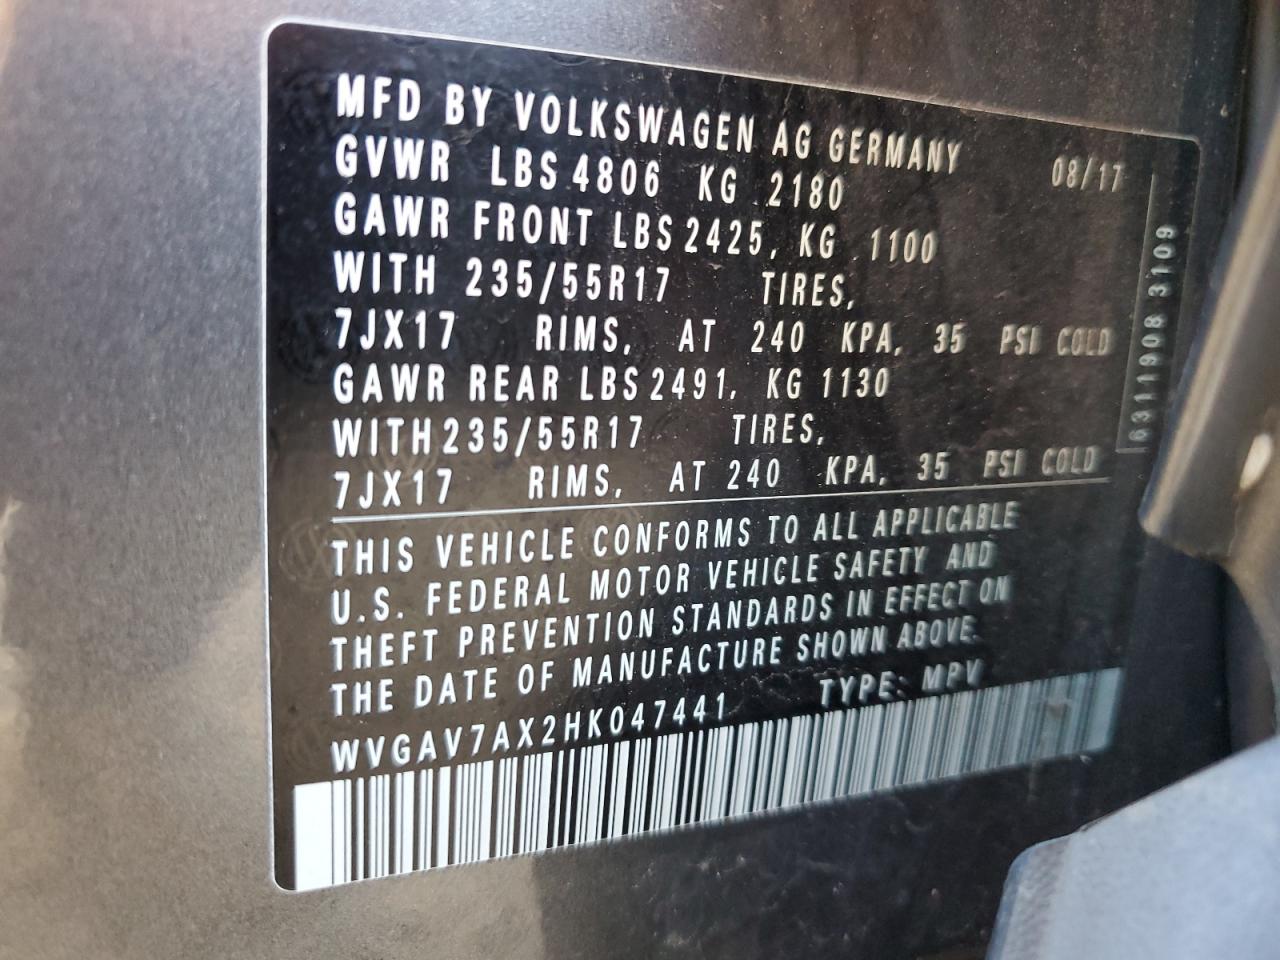 MFD BY VOLKSWAGEN AG GERMANY 08/17
GVWR LBS 4806 KG 2180
GAWR FRONT LBS 2425, KG 1100
WITH 235/55R17 TIRES,
7JX17 RIMS, AT 240 KPA, 35 PSI COLD
GAWR REAR LBS 2491, KG 1130
WITH 235/55R17 TIRES,
7JX17 RIMS, AT 240 KPA, 35 PSI COLD
THIS VEHICLE CONFORMS TO ALL APPLICABLE
U.S. FEDERAL MOTOR VEHICLE SAFETY AND
THEFT PREVENTION STANDARDS IN EFFECT ON
THE DATE OF MANUFACTURE SHOWN ABOVE.
WVGAV7AX2HK047441 TYPE: MPV
6311908 3109